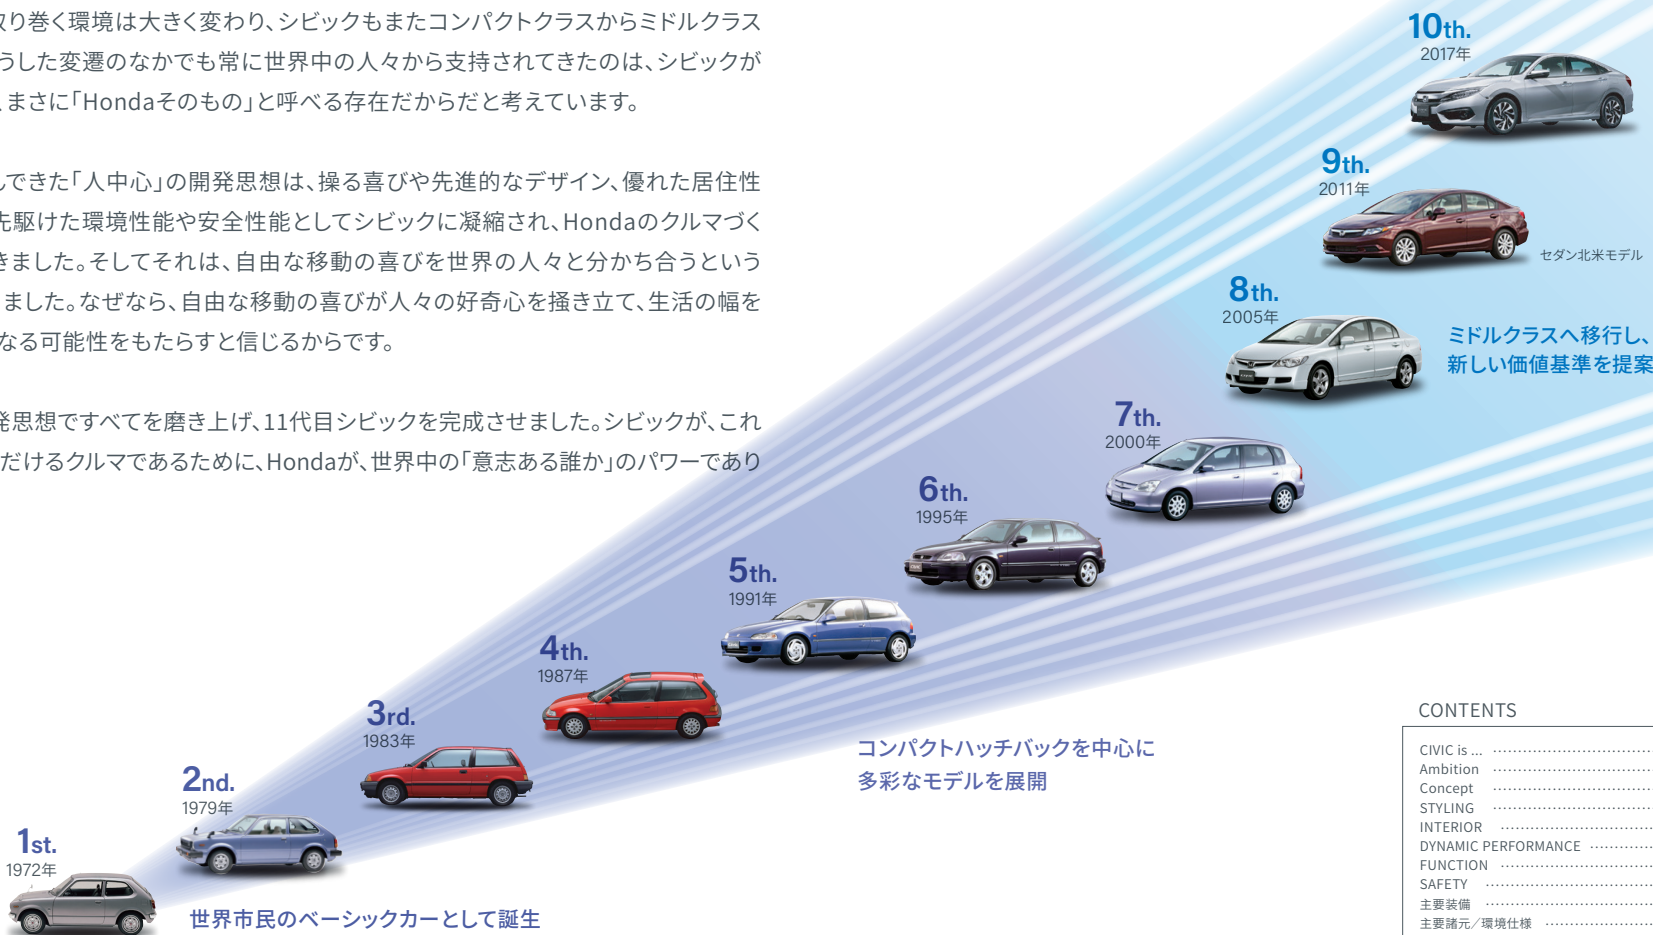 取り巻く環境は大きく変わり、シビックもまたコンパクトクラスからミドルクラス
うした変遷のなかでも常に世界中の人々から支持されてきたのは、シビックが
、まさに「Hondaそのもの」と呼べる存在だからだと考えています。
んできた「人中心」の開発思想は、操る喜びや先進的なデザイン、優れた居住性
先駆けた環境性能や安全性能としてシビックに凝縮され、Hondaのクルマづく
きました。そしてそれは、自由な移動の喜びを世界の人々と分かち合うという
ました。なぜなら、自由な移動の喜びが人々の好奇心を掻き立て、生活の幅を
なる可能性をもたらすと信じるからです。
発思想ですべてを磨き上げ、11代目シビックを完成させました。シビックが、これ
だけるクルマであるために、Hondaが、世界中の「意志ある誰か」のパワーであり
10th.
2017年
9th.
2011年
セダン北米モデル
8th.
2005年
ミドルクラスへ移行し、
新しい価値基準を提案
7th.
2000年
6th.
1995年
5th.
1991年
4th.
1987年
3rd.
1983年
コンパクトハッチバックを中心に
多彩なモデルを展開
2nd.
1979年
1st.
1972年
世界市民のベーシックカーとして誕生
CONTENTS
CIVIC is ...
Ambition
Concept
STYLING
INTERIOR
DYNAMIC PERFORMANCE
FUNCTION
SAFETY
主要装備
主要諸元／環境仕様